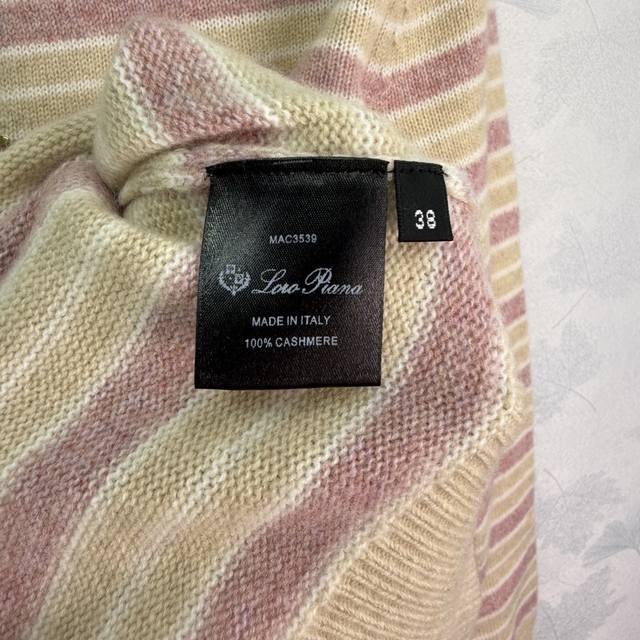 MAC3539
Loro Piana
MADE IN ITALY
100% CASHMERE
38